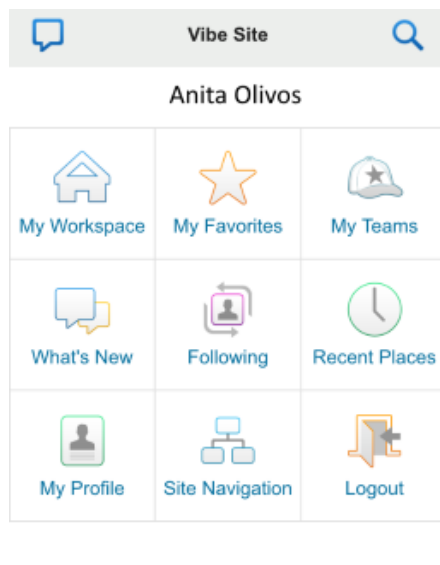 Vibe Site
Anita Olivos
My Workspace
My Favorites
My Teams
What's New
Following
Recent Places
My Profile
Site Navigation
Logout